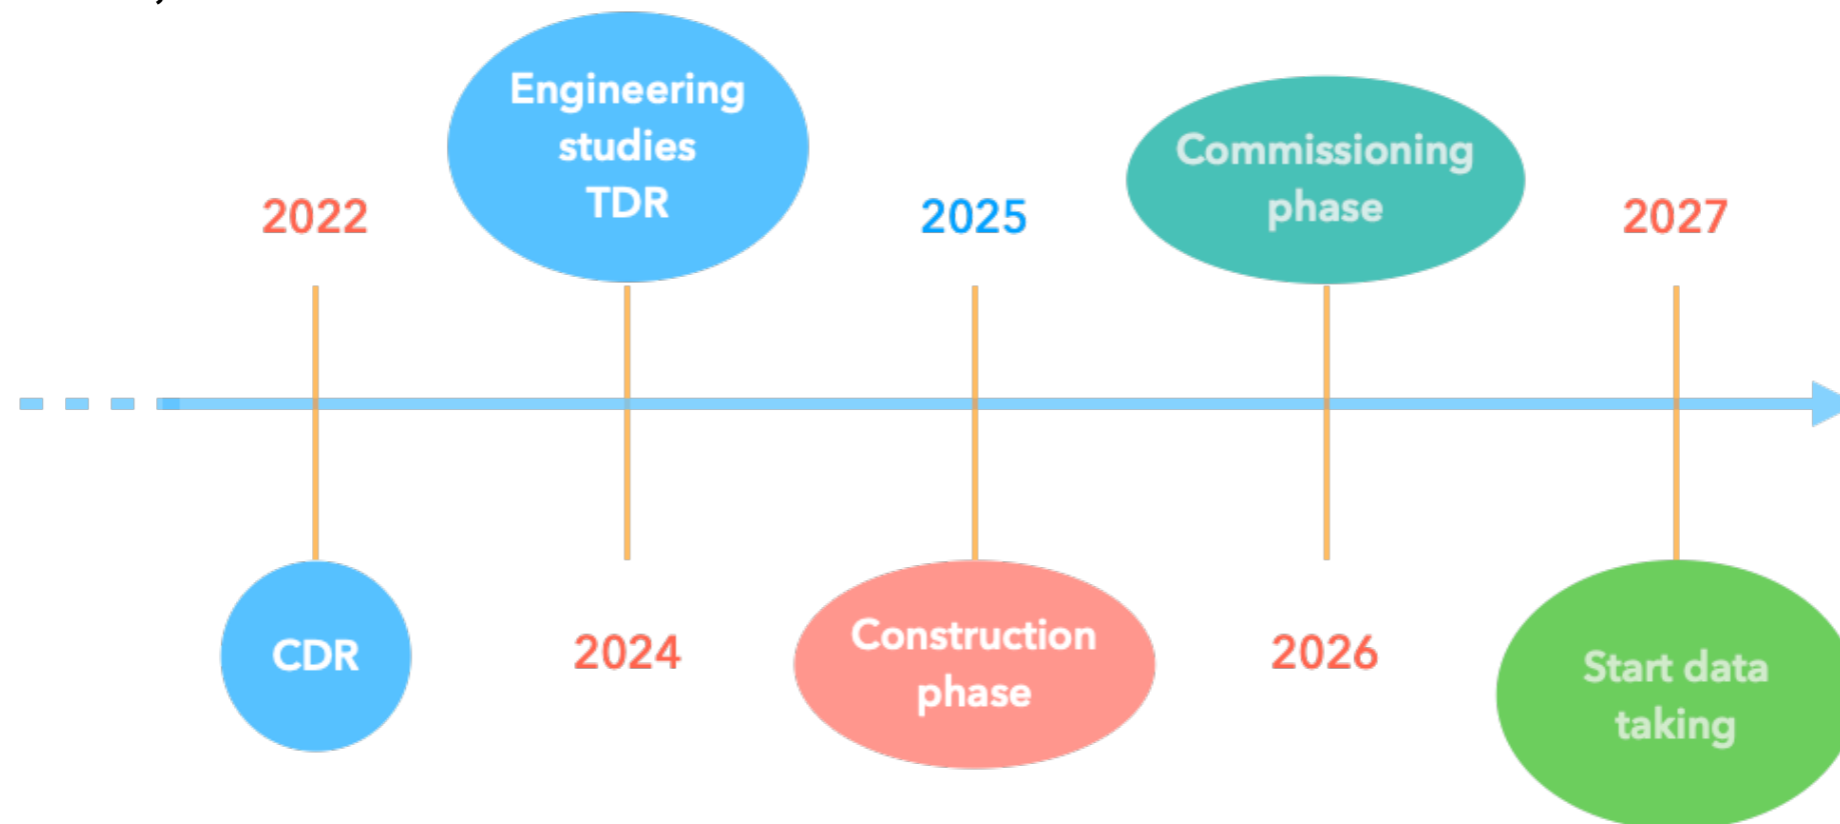 Engineering
studies
TDR
Commissioning
phase
2022
2025
2027
CDR
2024
Construction
phase
2026
Start data
taking